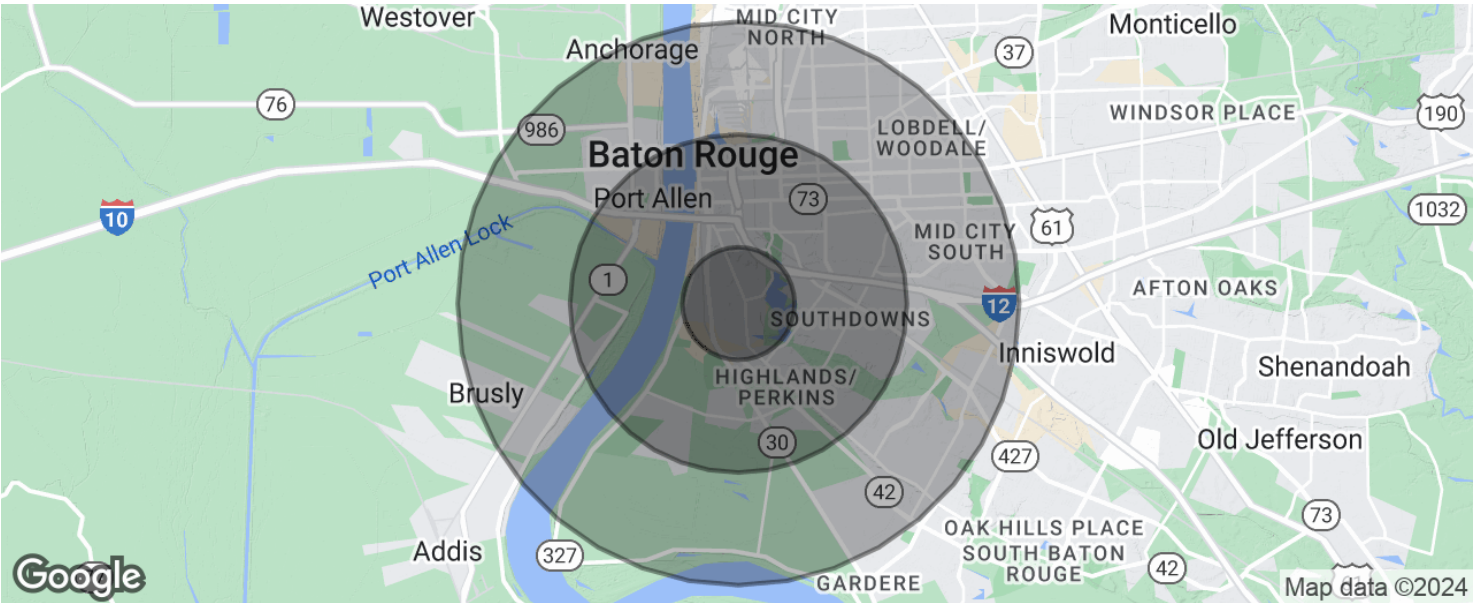 Westover
MID CITY
NORTH
Monticello
Anchorage
37
76
986
WINDSOR PLACE
190
LOBDELL/
WOODALE
Baton Rouge
Port Allen
73
10
1032
61
MID CITY
SOUTH
Port Allen Lock
1
AFTON OAKS
12
SOUTHDOWNS
Inniswold
Shenandoah
HIGHLANDS/
PERKINS
Brusly
30
Old Jefferson
427
42
73
OAK HILLS PLACE
Addis
327
SOUTH BATON
ROUGE
42
GARDERE
Google
Map data ©2024